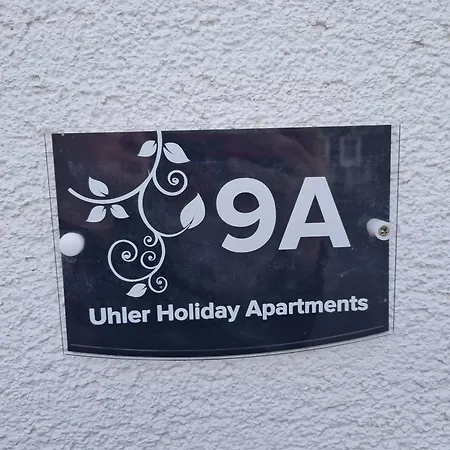 9A
Uhler Holiday Apartments